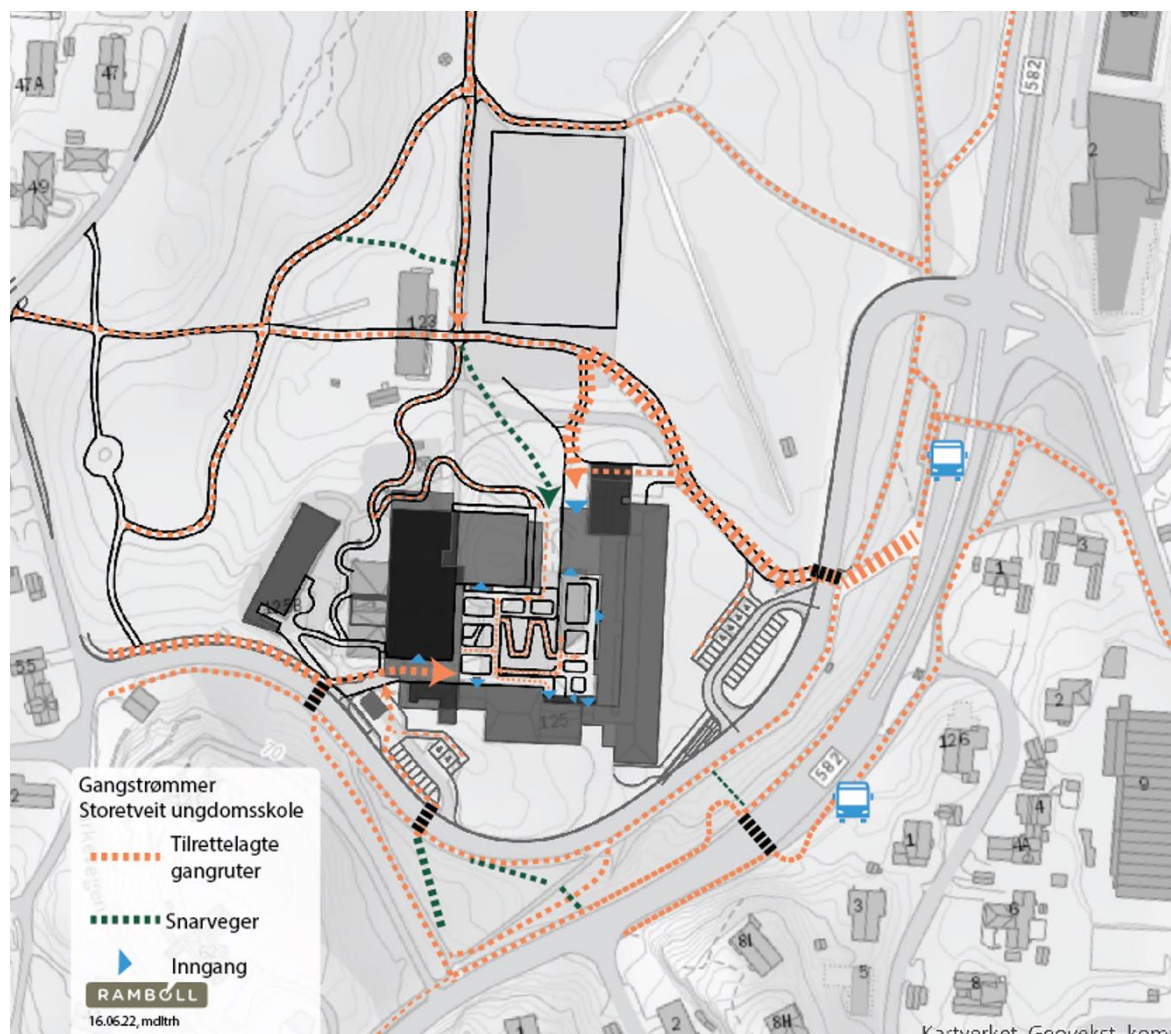 47A
47
49
582
2
123
125B
125
55
70
3
1
2
126
9
4
1
4A
582
3
6
8I
5
8
2
8H
1
Gangstrømmer
Storetveit ungdomsskole
Tilrettelagte
gangruter
Snarveger
Inngang
RAMBOLL
16.06.22, mdltrh
Kartverket, Geovekst, kom